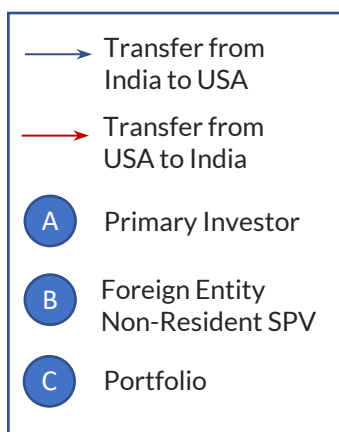 Transfer from
India to USA
Transfer from
USA to India
A Primary Investor
B Foreign Entity
Non-Resident SPV
C Portfolio